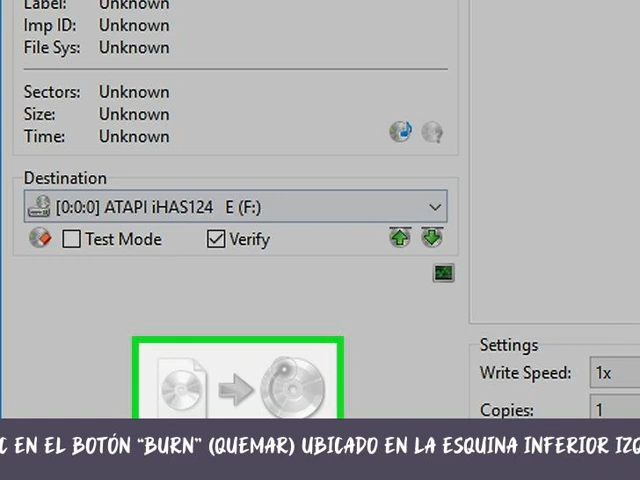 Label: Unknown
Imp ID: Unknown
File Sys: Unknown
Sectors: Unknown
Size: Unknown
Time: Unknown
Destination
[0:0:0] ATAPI iHAS124 E (F:)
Test Mode Verify
Settings
Write Speed: 1x
Copies: 1
C EN EL BOTÓN “BURN” (QUEMAR) UBICADO EN LA ESQUINA INFERIOR IZQ